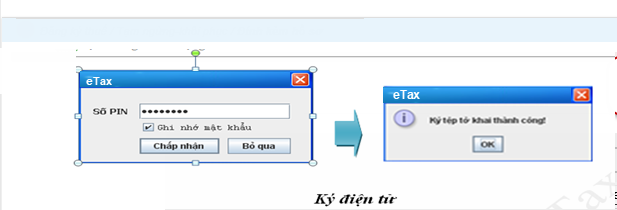 eTax
Số PIN
••••••••
Ghi nhớ mật khẩu
Chấp nhận
Bỏ qua
eTax
Ký tệp tờ khai thành công!
OK
Ký điện tử
Tax